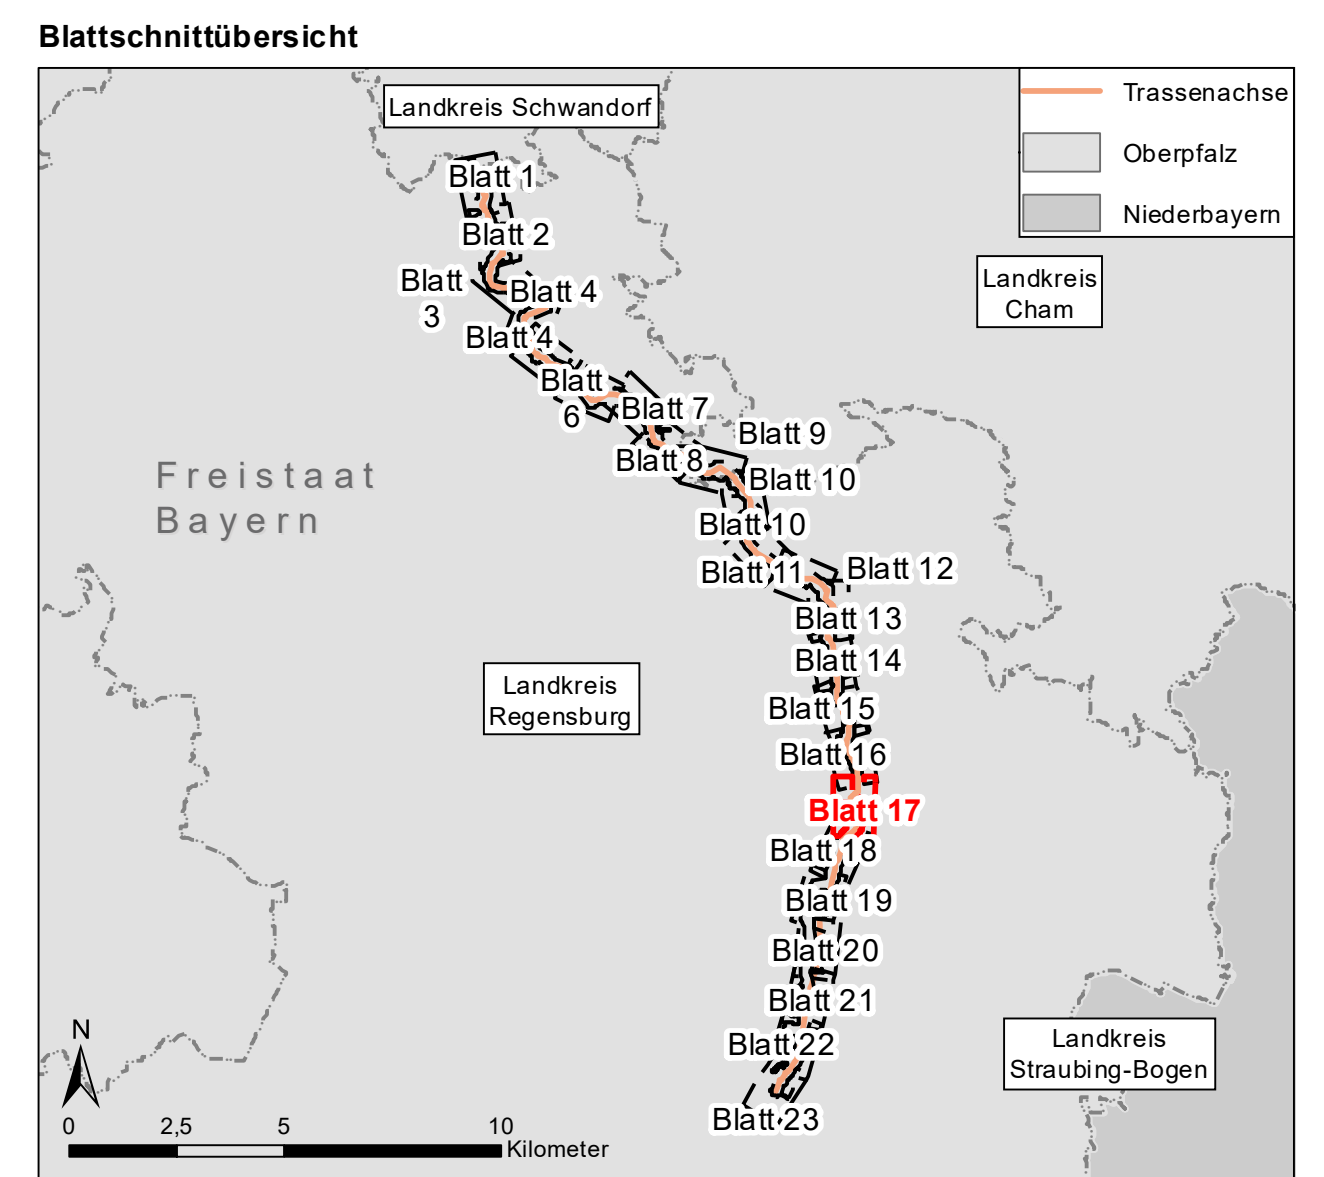 Blattschnittübersicht
Landkreis Schwandorf
Trassenachse
Oberpfalz
Niederbayern
Blatt 1
Blatt 2
Landkreis
Cham
Blatt
3
Blatt 4
Blatt 4
Blatt
6
Blatt 7
Blatt 9
Blatt 8
Blatt 10
Freistaat
Bayern
Blatt 10
Blatt 11
Blatt 12
Blatt 13
Blatt 14
Landkreis
Regensburg
Blatt 15
Blatt 16
Blatt 17
Blatt 18
Blatt 19
Blatt 20
Blatt 21
Blatt 22
Landkreis
Straubing-Bogen
Blatt 23
N
0 2,5 5 10
Kilometer